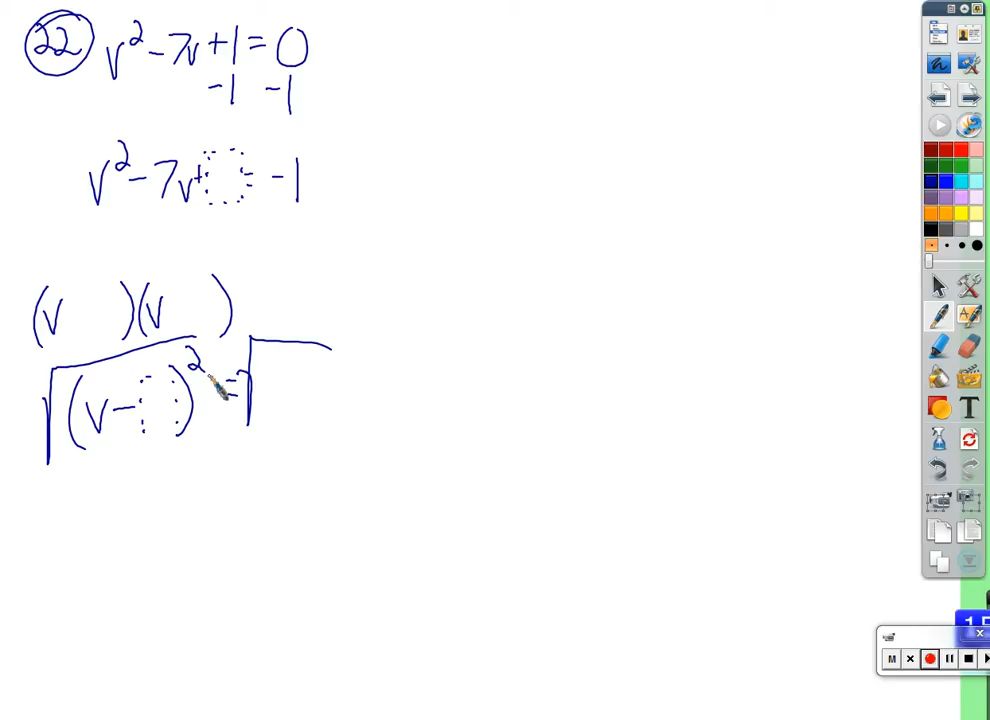 22 v² - 7v + 1 = 0
-1 -1
v² - 7v + = -1
(v )(v )
√(v - )² = √